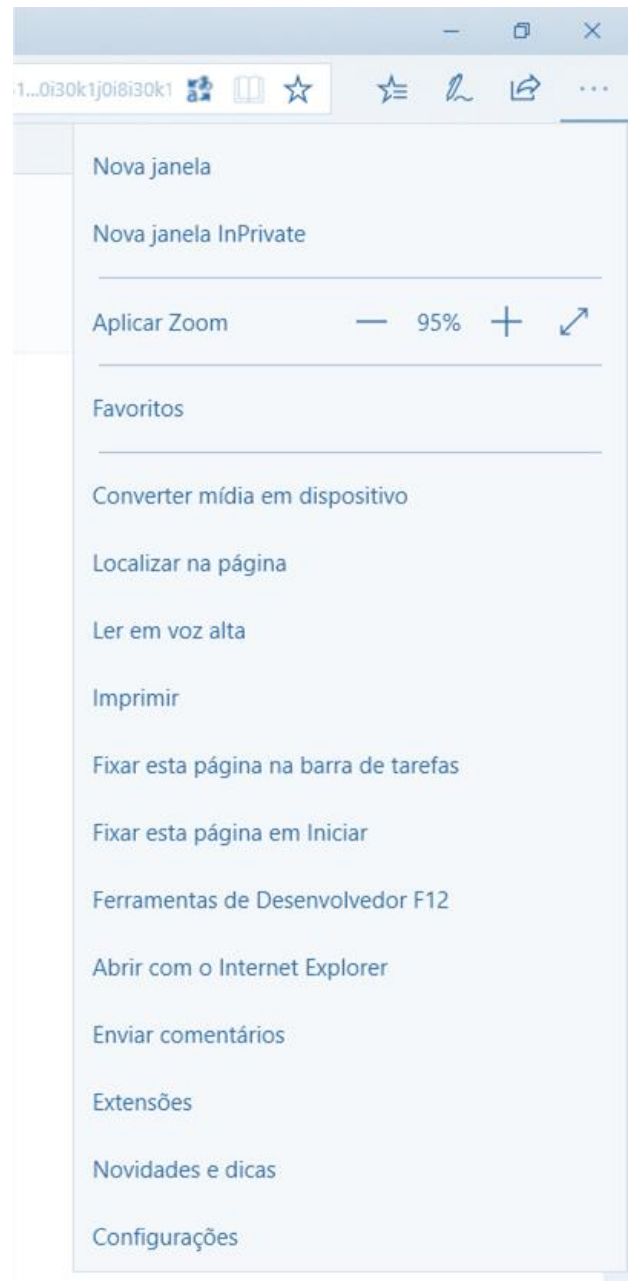 1...0i30k1j0i8i30k1
Nova janela
Nova janela InPrivate
Aplicar Zoom — 95% +
Favoritos
Converter mídia em dispositivo
Localizar na página
Ler em voz alta
Imprimir
Fixar esta página na barra de tarefas
Fixar esta página em Iniciar
Ferramentas de Desenvolvedor F12
Abrir com o Internet Explorer
Enviar comentários
Extensões
Novidades e dicas
Configurações